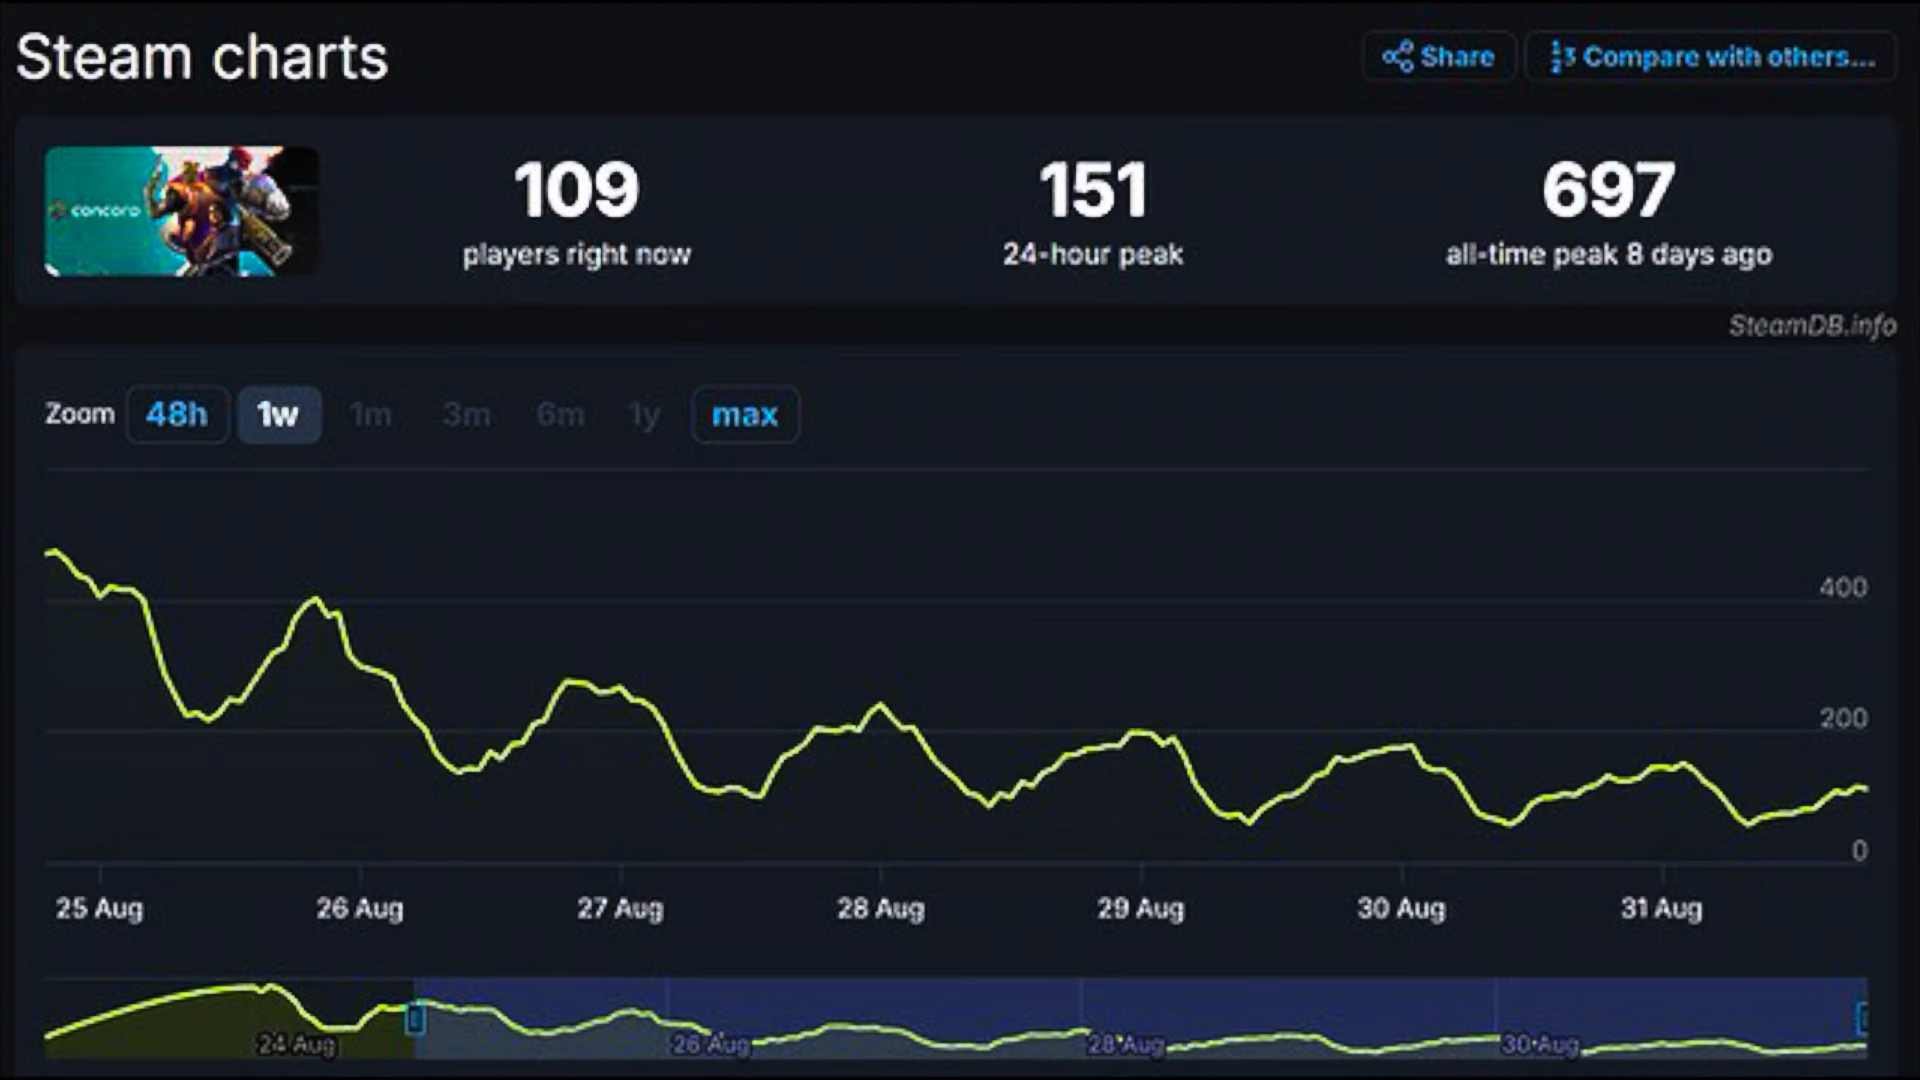 Steam charts
Share
Compare with others...
concord
109
players right now
151
24-hour peak
697
all-time peak 8 days ago
SteamDB.info
Zoom 48h 1w 1m 3m 6m 1y max
400
200
0
25 Aug 26 Aug 27 Aug 28 Aug 29 Aug 30 Aug 31 Aug
24 Aug 26 Aug 28 Aug 30 Aug